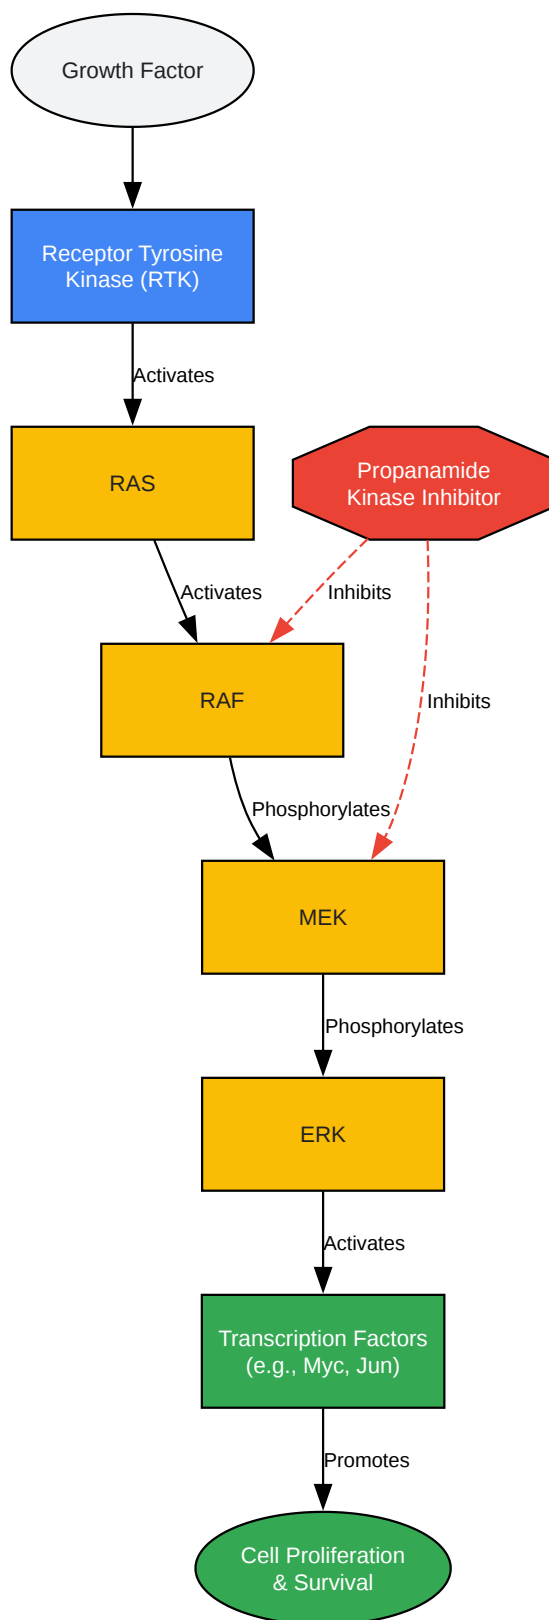 Growth Factor
Receptor Tyrosine
Kinase (RTK)
Activates
RAS
Propanamide
Kinase Inhibitor
Activates
Inhibits
RAF
Inhibits
Phosphorylates
MEK
Phosphorylates
ERK
Activates
Transcription Factors
(e.g., Myc, Jun)
Promotes
Cell Proliferation
& Survival